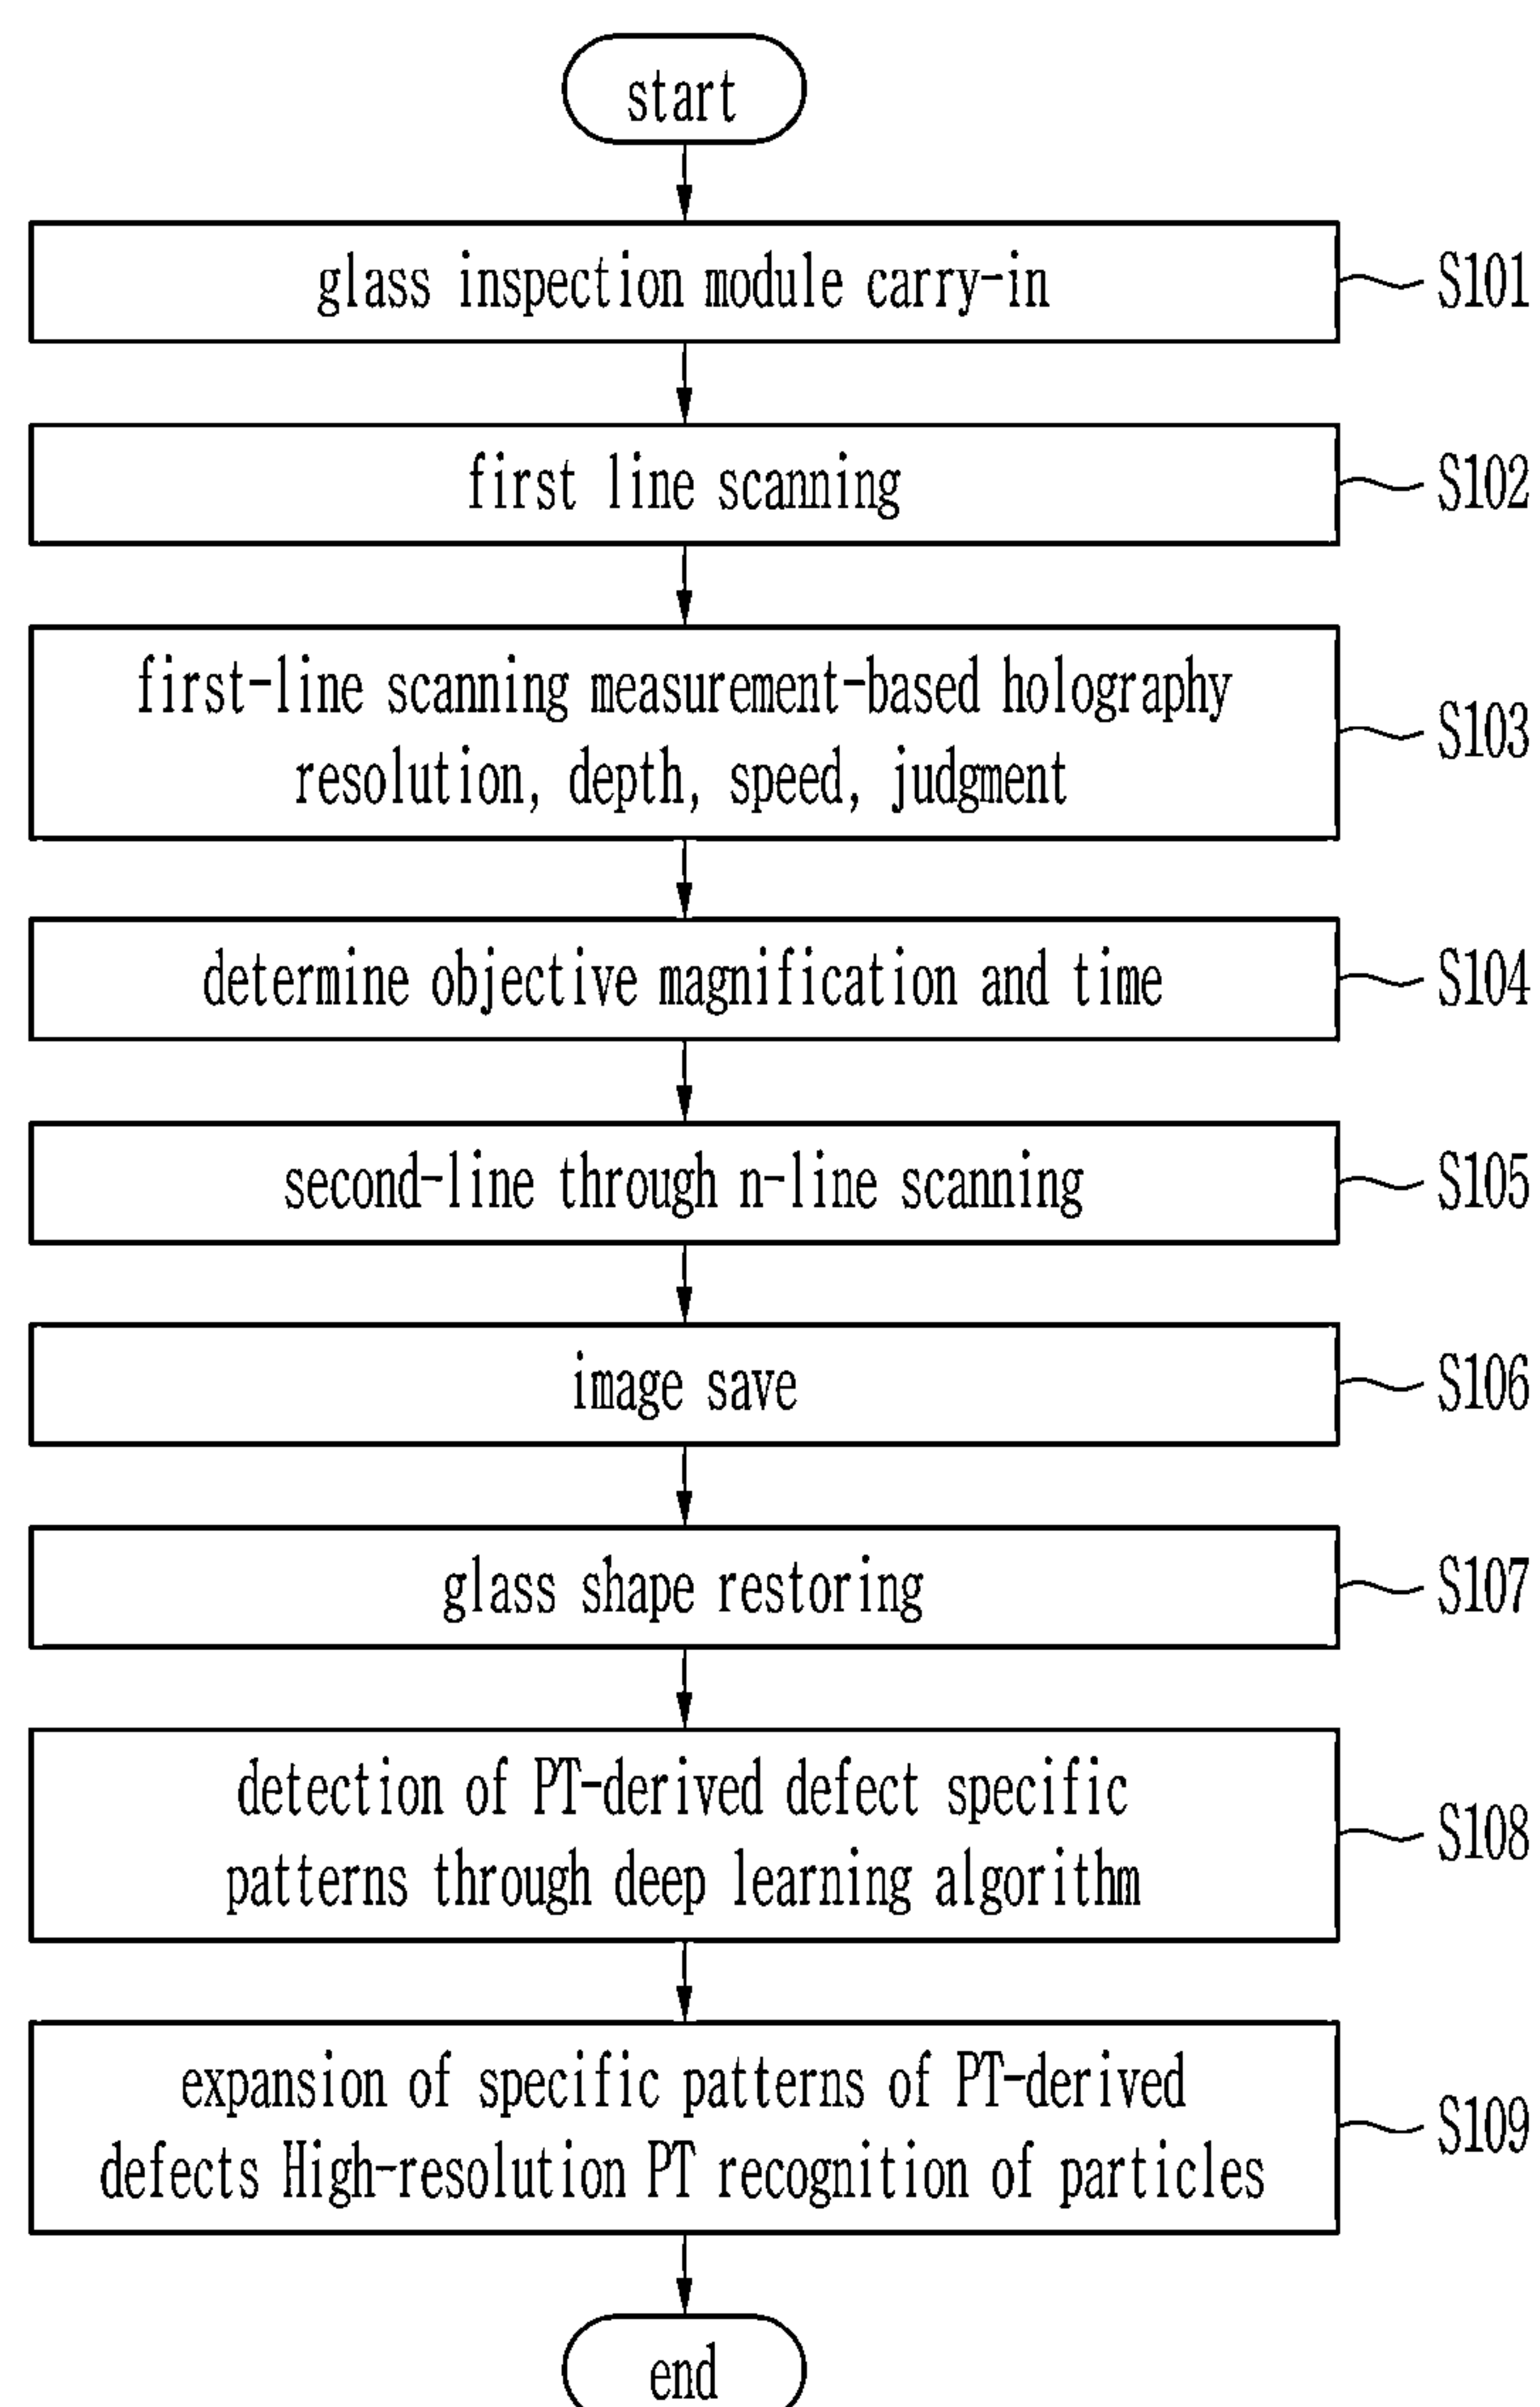 start
glass inspection module carry-in
S101
first line scanning
S102
first-line scanning measurement-based holography
resolution, depth, speed, judgment
S103
determine objective magnification and time
S104
second-line through n-line scanning
S105
image save
S106
glass shape restoring
S107
detection of PT-derived defect specific
patterns through deep learning algorithm
S108
expansion of specific patterns of PT-derived
defects High-resolution PT recognition of particles
S109
end